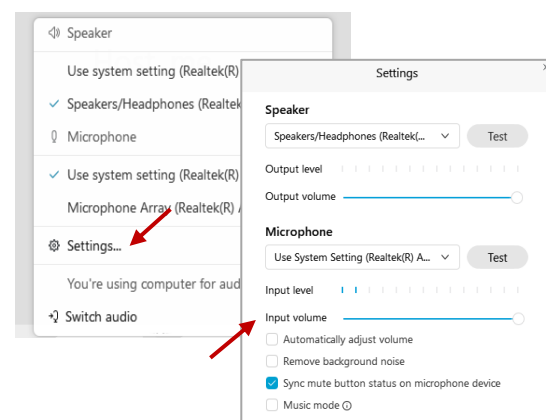 Speaker
Use system setting (Realtek(R)
Speakers/Headphones (Realtek
Microphone
Use system setting (Realtek(R)
Microphone Array (Realtek(R)
Settings...
You're using computer for aud
Switch audio
Settings
Speaker
Speakers/Headphones (Realtek(...
Test
Output level
Output volume
Microphone
Use System Setting (Realtek(R) A...
Test
Input level
Input volume
Automatically adjust volume
Remove background noise
Sync mute button status on microphone device
Music mode